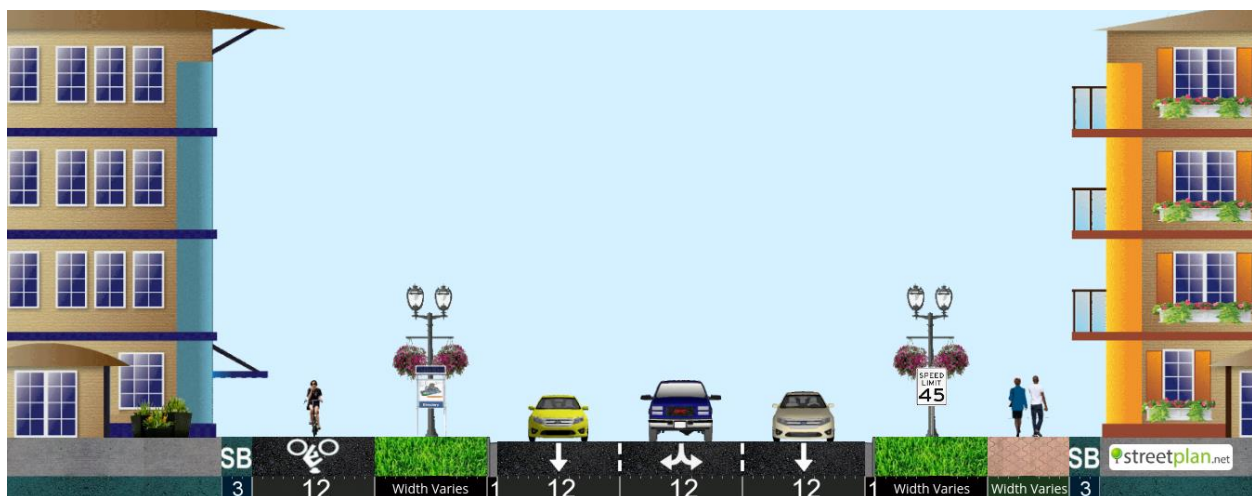 SPEED
LIMIT
45
SB
SB
streetplan.net
3
12
Width Varies
1
12
12
12
1
Width Varies
Width Varies
3